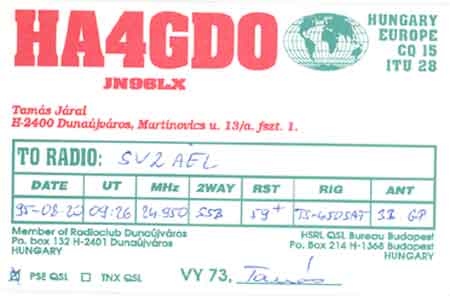 HA4GDO
HUNGARY
EUROPE
CQ 15
ITU 28
JN96LX
Tamás Járal
H-2400 Dunaújváros, Martinovics u. 13/a. fszt. 1.
TO RADIO: SV2AEL
DATE UT MHz 2WAY RST RIG ANT
95-08-20 09:26 24.950 SSB 59+ TS-450SAT GP
Member of Radioclub Dunaújváros
Po. box 132 H-2401 Dunaújváros
HUNGARY
HSRL QSL Bureau Budapest
Po. Box 214 H-1368 Budapest
HUNGARY
PSE QSL TNX QSL VY 73, Tamás